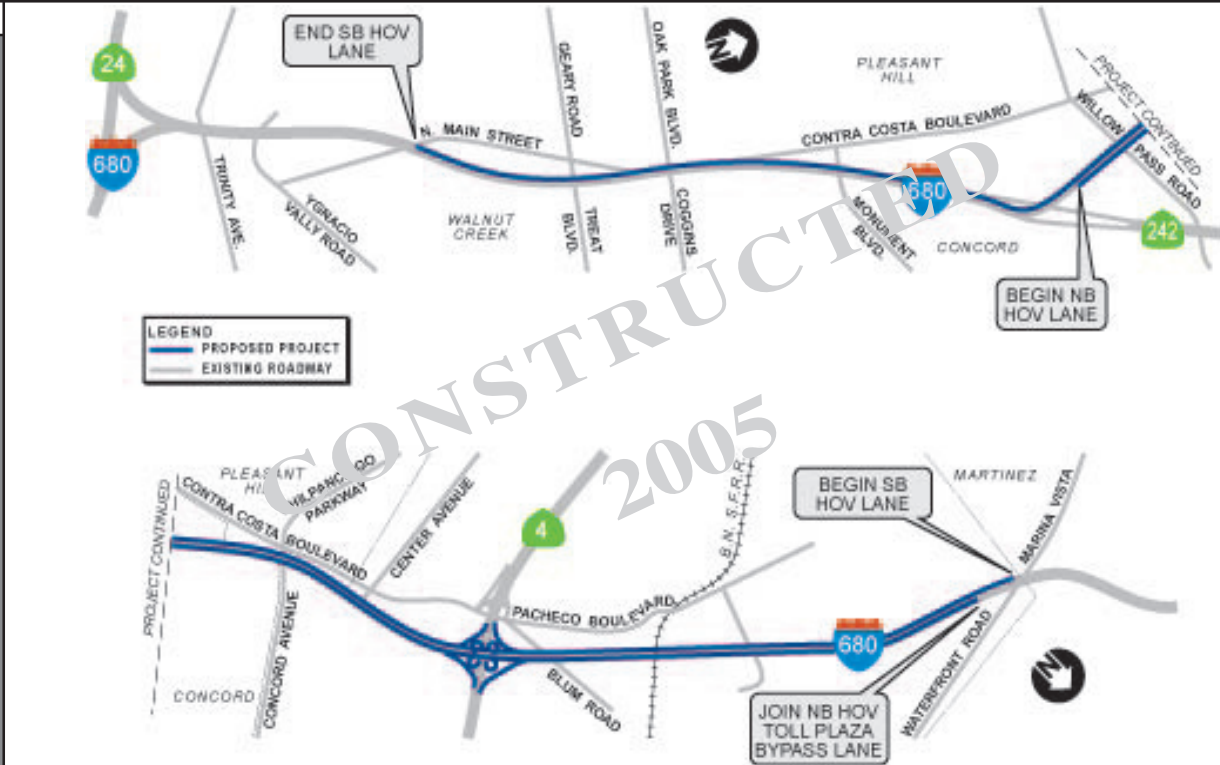 24
680
END SB HOV
LANE
N. MAIN STREET
TRINITY AVE.
YGNACIO
VALLY ROAD
WALNUT
CREEK
GEARY ROAD
TREAT
BLVD.
OAK PARK BLVD.
COGGINS
DRIVE
N
PLEASANT
HILL
CONTRA COSTA BOULEVARD
680
MONUMENT
BLVD.
CONCORD
WILLOW
PASS ROAD
PROJECT CONTINUED
242
BEGIN NB
HOV LANE
LEGEND
PROPOSED PROJECT
EXISTING ROADWAY
CONSTRUCTED
2005
PROJECT CONTINUED
PLEASANT
CONTRA COSTA BOULEVARD
PARKWAY
CENTER AVENUE
CONCORD
CONCORD AVENUE
4
PACHECO BOULEVARD
BLUM ROAD
B.N. S.F.R.R.
BEGIN SB
HOV LANE
MARTINEZ
MARINA VISTA
680
WATERFRONT ROAD
JOIN NB HOV
TOLL PLAZA
BYPASS LANE
N